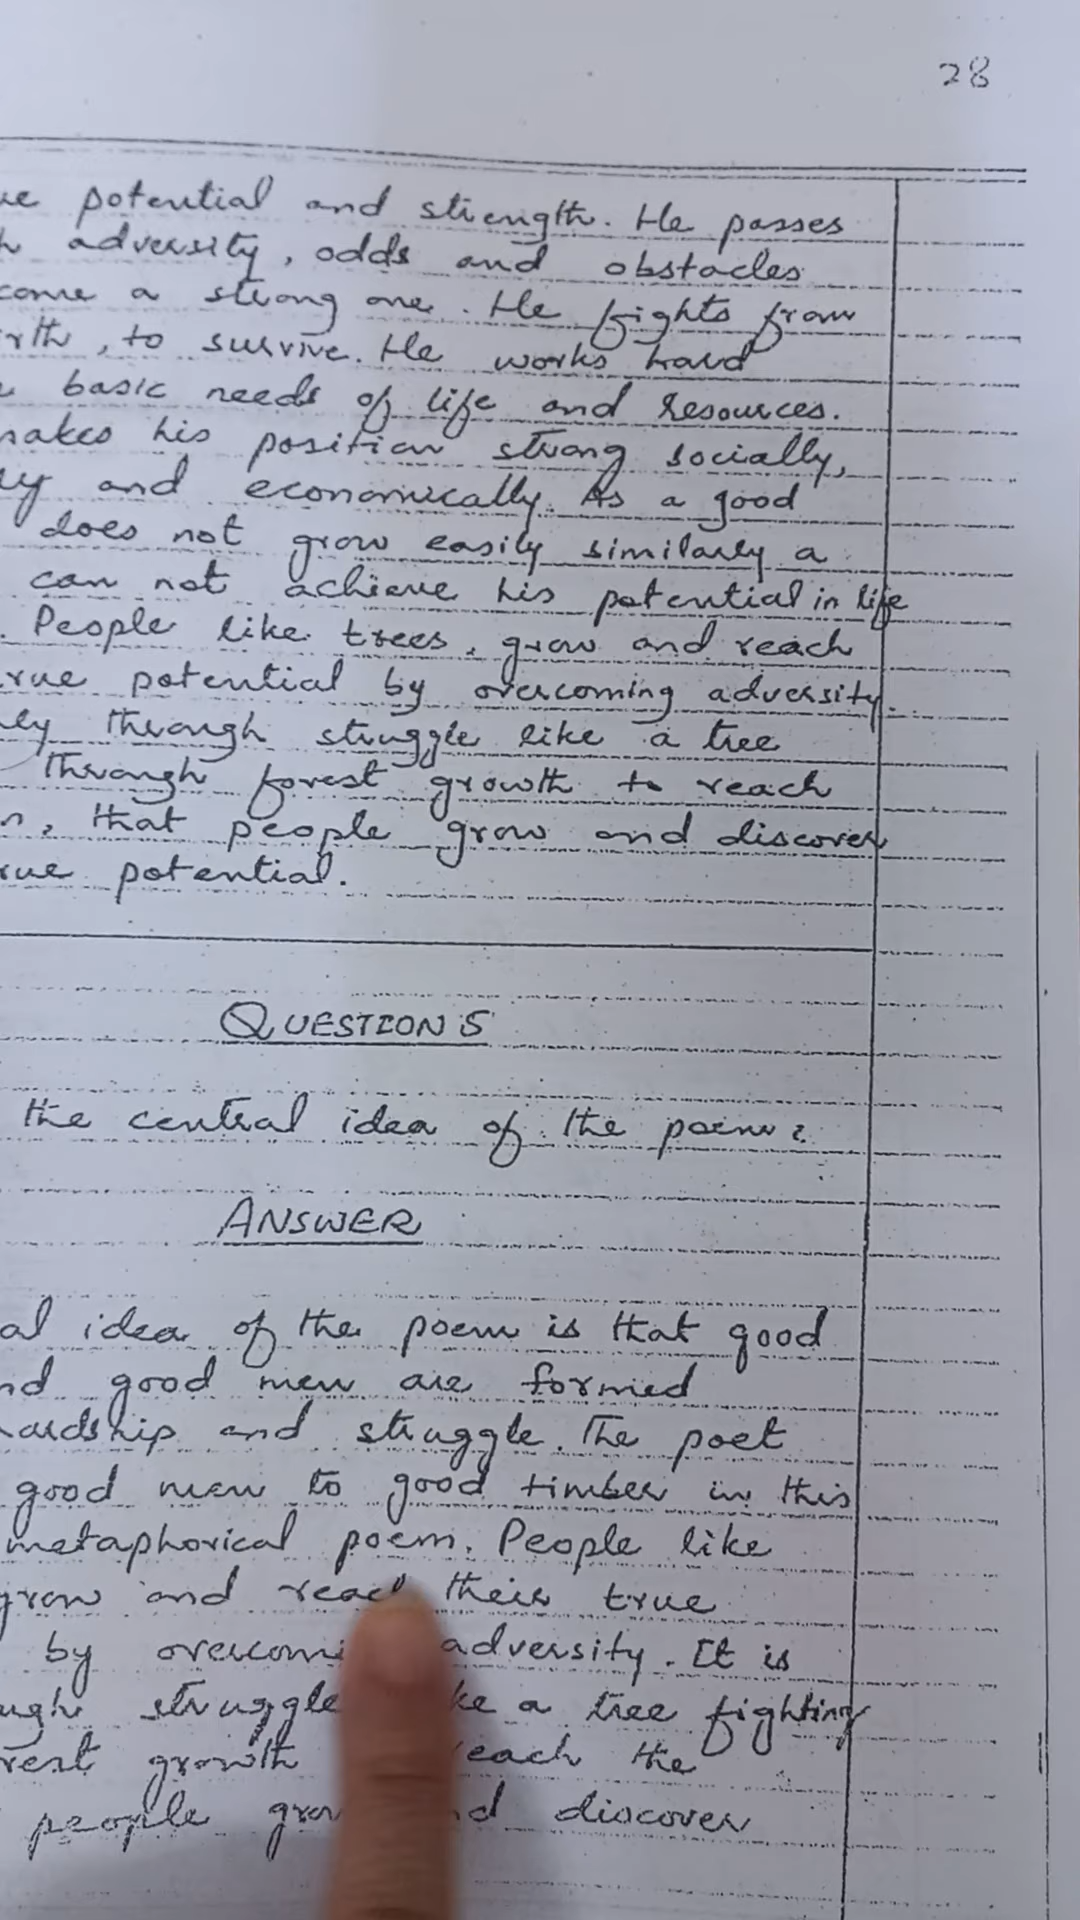 28
potential and strength. He passes
adversity, odds and obstacles
a strong one. He fights from
to survive. He works hard
basic needs of life and resources.
his position strong socially,
and economically. As a good
does not grow easily similarly a
can not achieve his potential in life
People like trees, grow and reach
potential by overcoming adversity.
through struggle like a tree
through forest growth to reach
that people grow and discover
potential.
QUESTION 5
the central idea of the poem?
ANSWER
idea of the poem is that good
good men are formed
and struggle. The poet
good men to good timber in this
metaphorical poem. People like
and their true
by adversity. It is
struggle a tree fighting
growth the
people discover